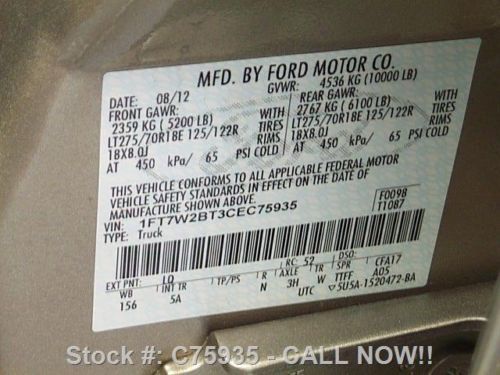 MFD. BY FORD MOTOR CO.
DATE: 08/12 GVWR: 4536 KG (10000 LB)
FRONT GAWR: REAR GAWR:
2359 KG ( 5200 LB) WITH 2767 KG ( 6100 LB) WITH
LT275/70R18E 125/122R TIRES LT275/70R18E 125/122R TIRES
18X8.0J RIMS 18X8.0J RIMS
AT 450 kPa/ 65 PSI COLD AT 450 kPa/ 65 PSI COLD
THIS VEHICLE CONFORMS TO ALL APPLICABLE FEDERAL MOTOR
VEHICLE SAFETY STANDARDS IN EFFECT ON THE DATE OF
MANUFACTURE SHOWN ABOVE.
VIN: 1FT7W2BT3CEC75935 F0098
TYPE: Truck T1087
EXT PNT: LQ RC: 52 DSO:
WB INT TR TP/PS R AXLE TR SPR CFA17
156 5A N 3H W TTFF A05
UTC 5U5A-1520472-BA
Stock #: C75935 - CALL NOW!!